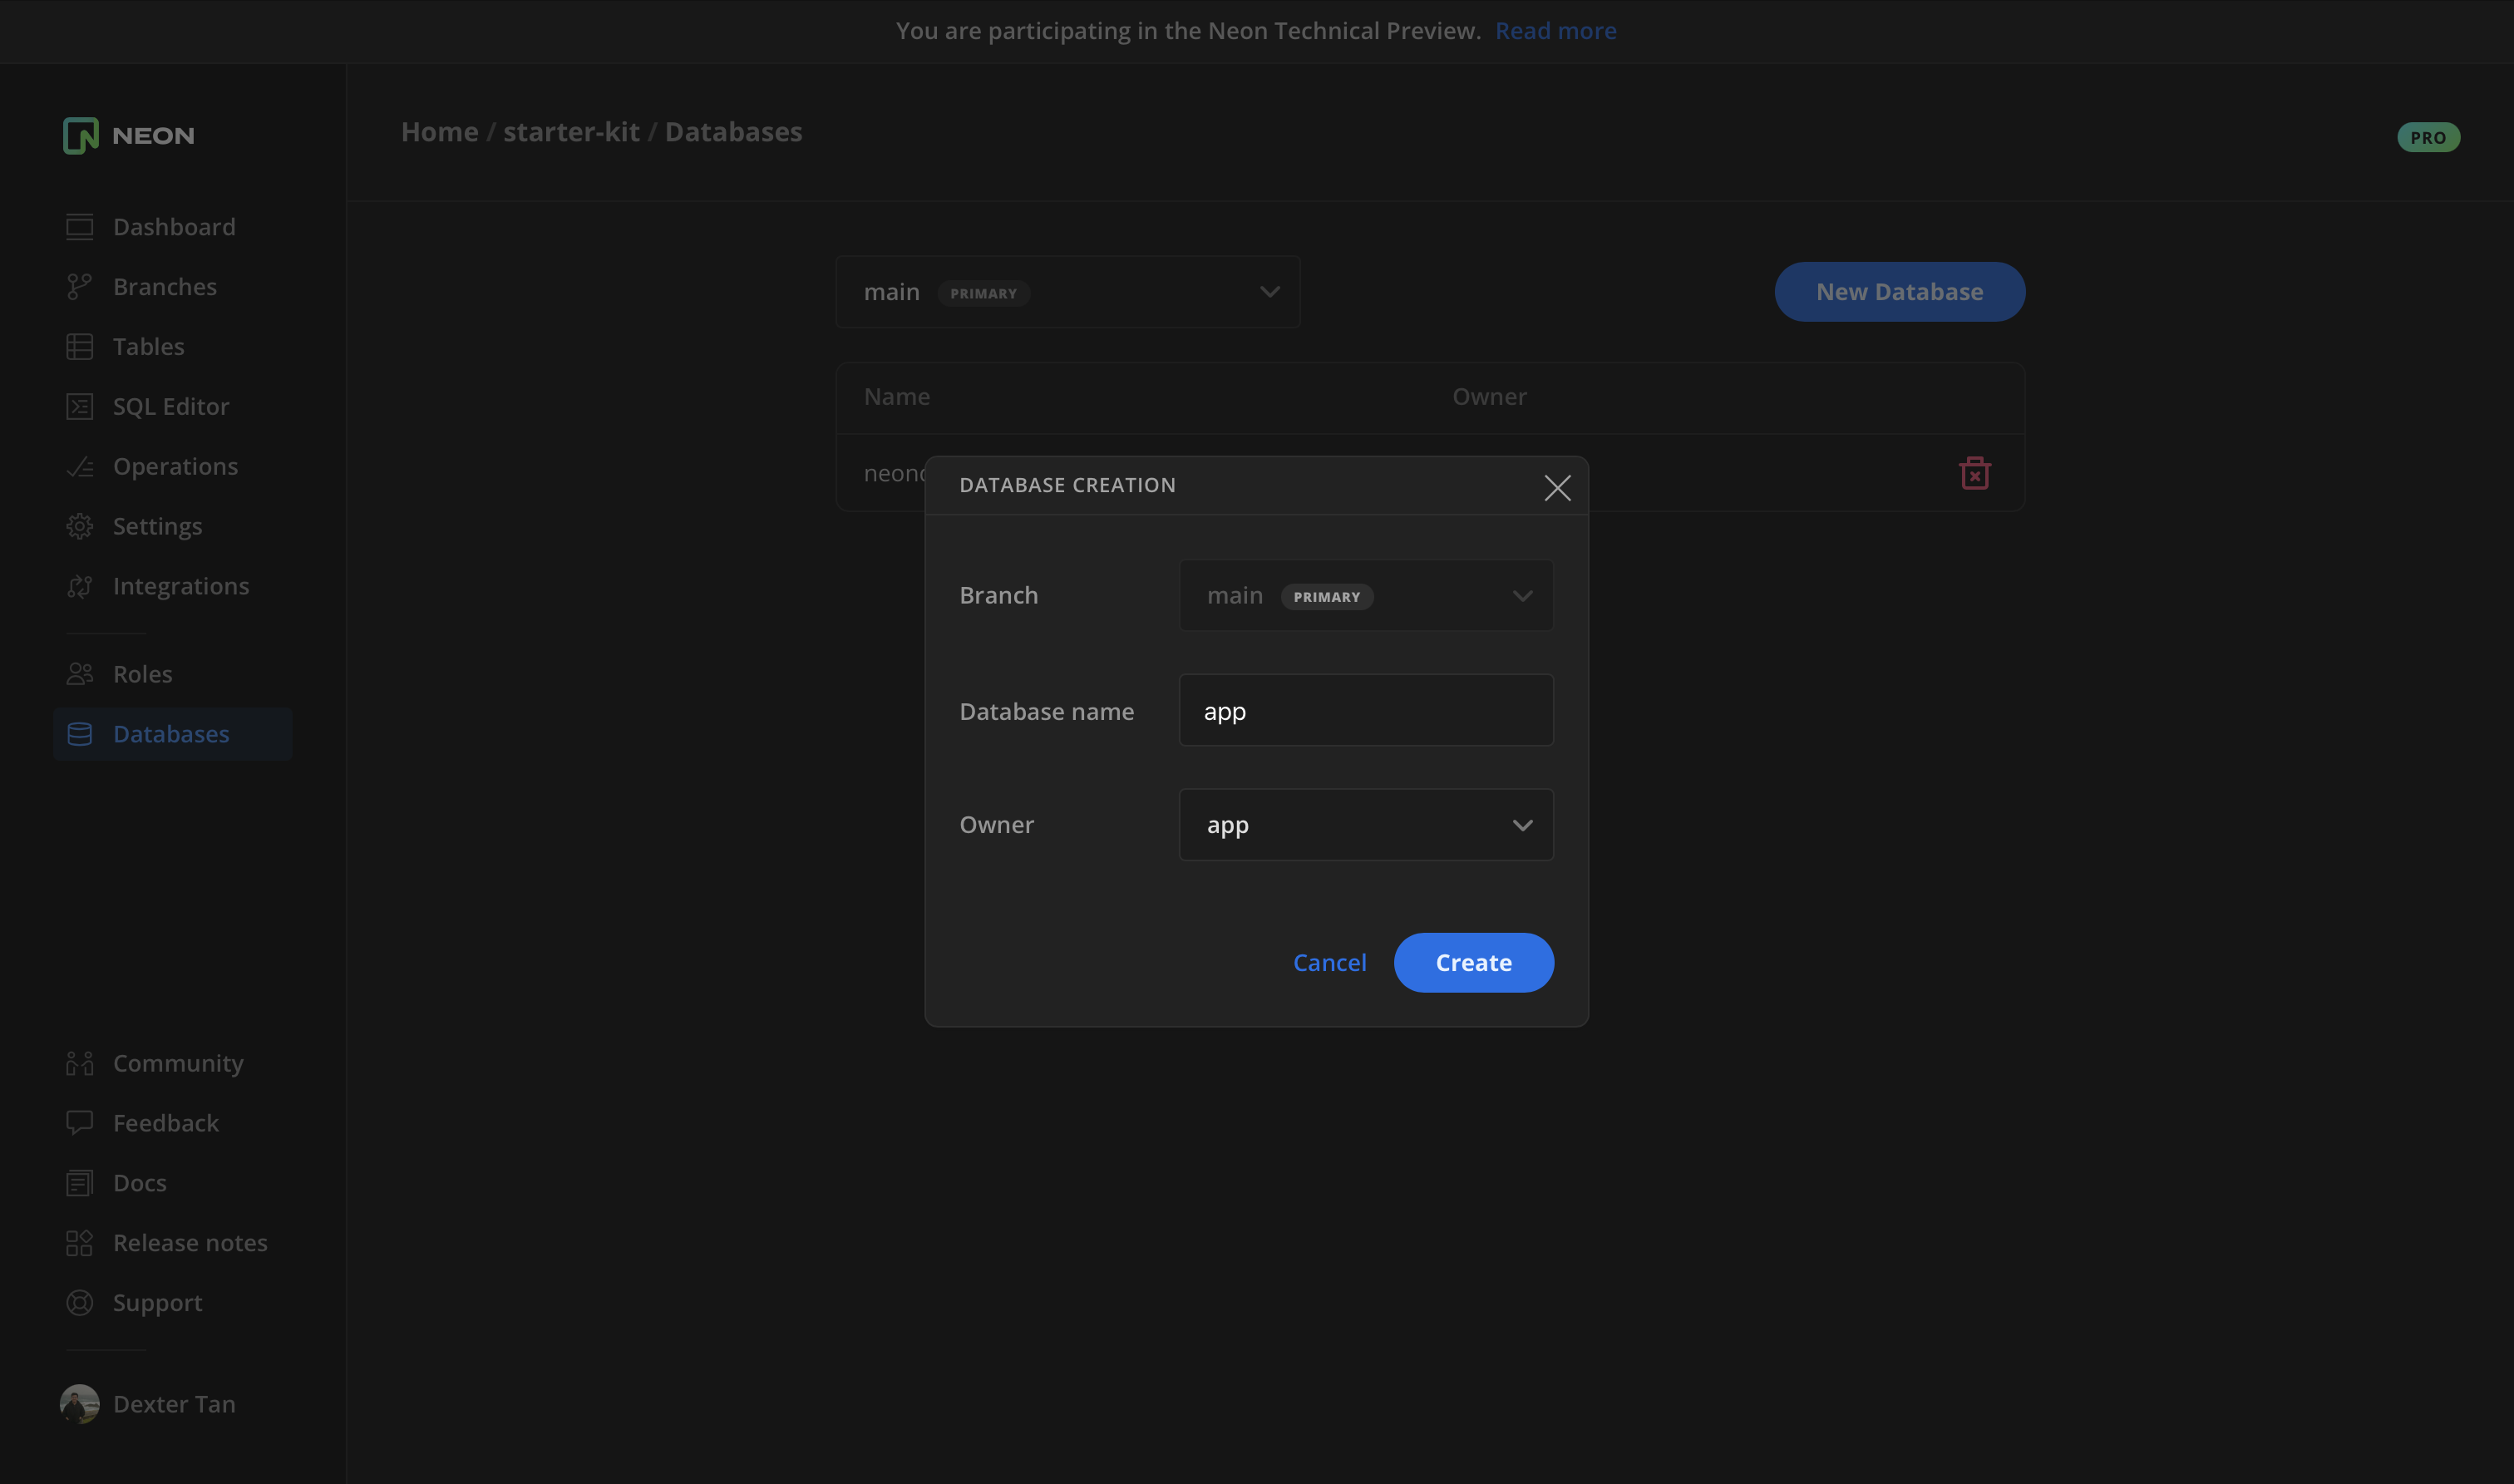 You are participating in the Neon Technical Preview. Read more
NEON
Home / starter-kit / Databases
PRO
Dashboard
Branches
Tables
SQL Editor
Operations
Settings
Integrations
Roles
Databases
Community
Feedback
Docs
Release notes
Support
Dexter Tan
main PRIMARY
New Database
Name Owner
DATABASE CREATION
Branch main PRIMARY
Database name app
Owner app
Cancel Create